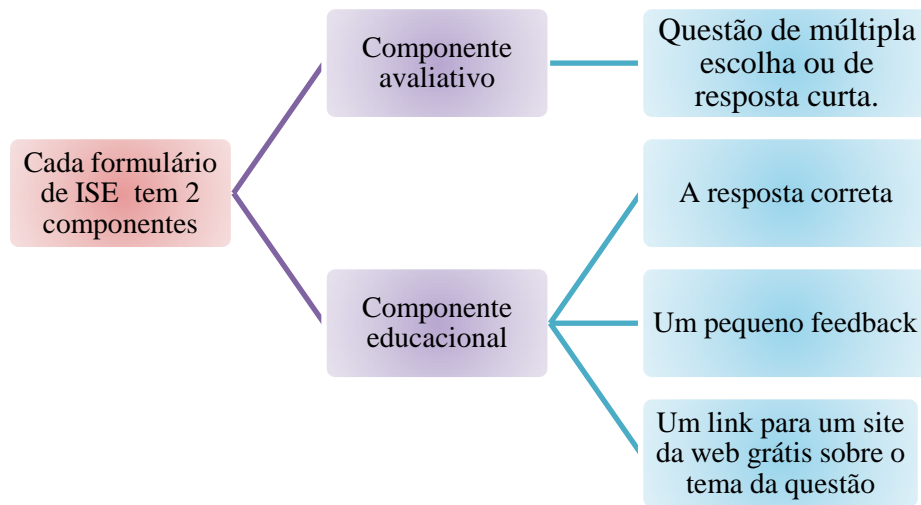 Cada formulário
de ISE tem 2
componentes
Componente
avaliativo
Questão de múltipla
escolha ou de
resposta curta.
Componente
educacional
A resposta correta
Um pequeno feedback
Um link para um site
da web grátis sobre o
tema da questão